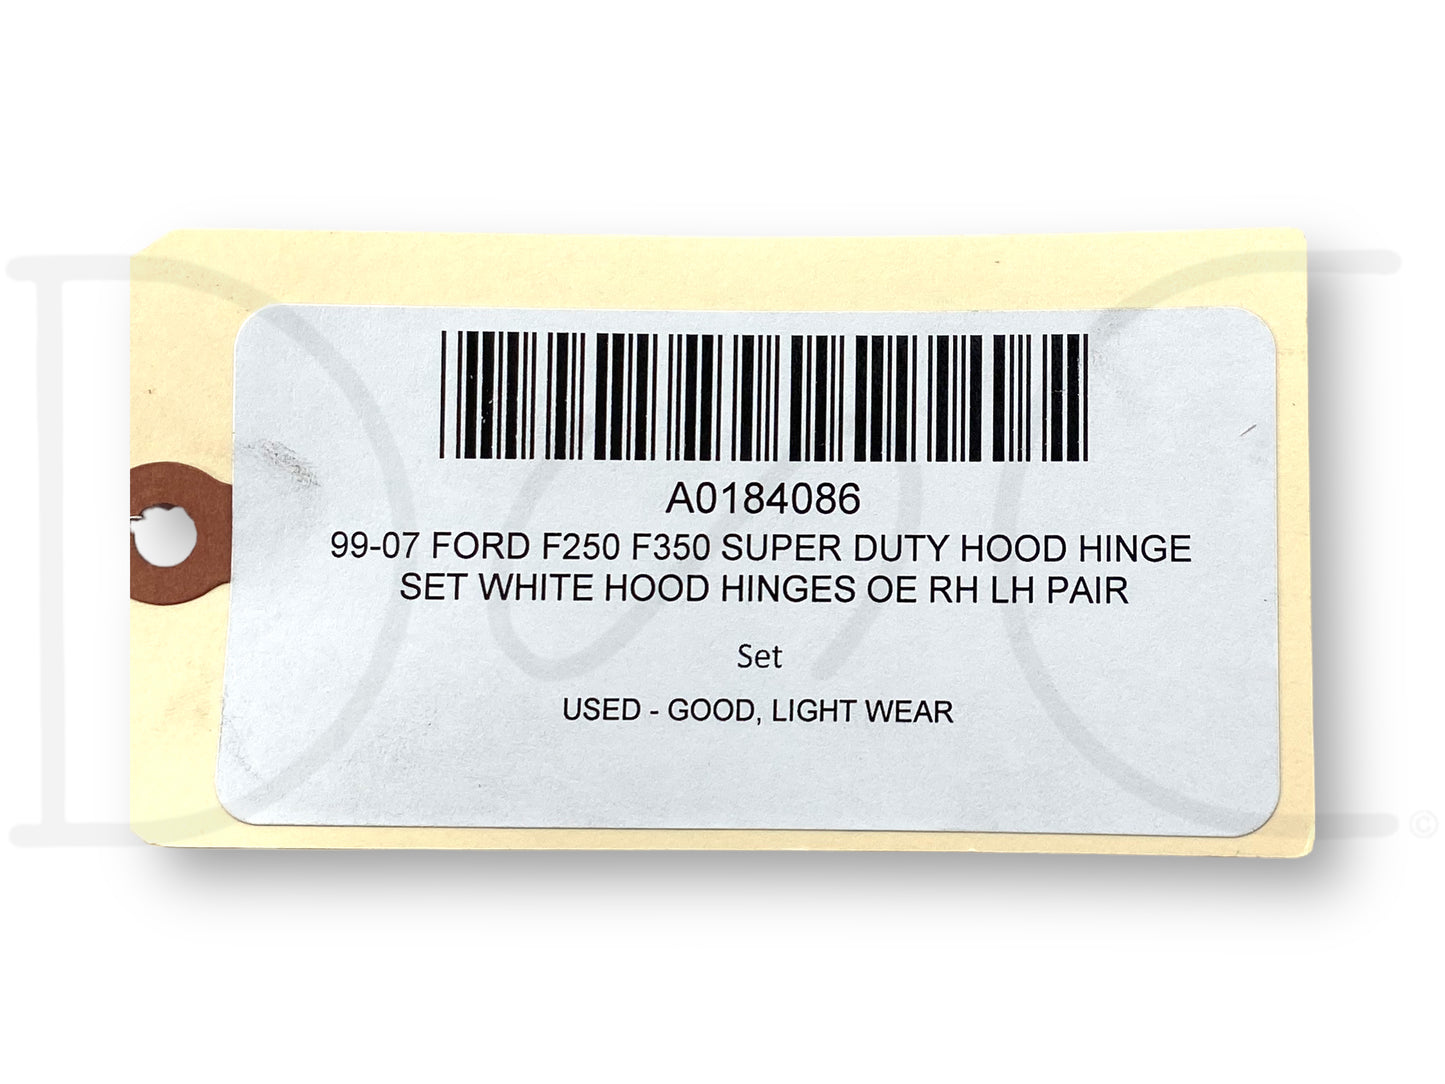 A0184086
99-07 FORD F250 F350 SUPER DUTY HOOD HINGE
SET WHITE HOOD HINGES OE RH LH PAIR
Set
USED - GOOD, LIGHT WEAR
©